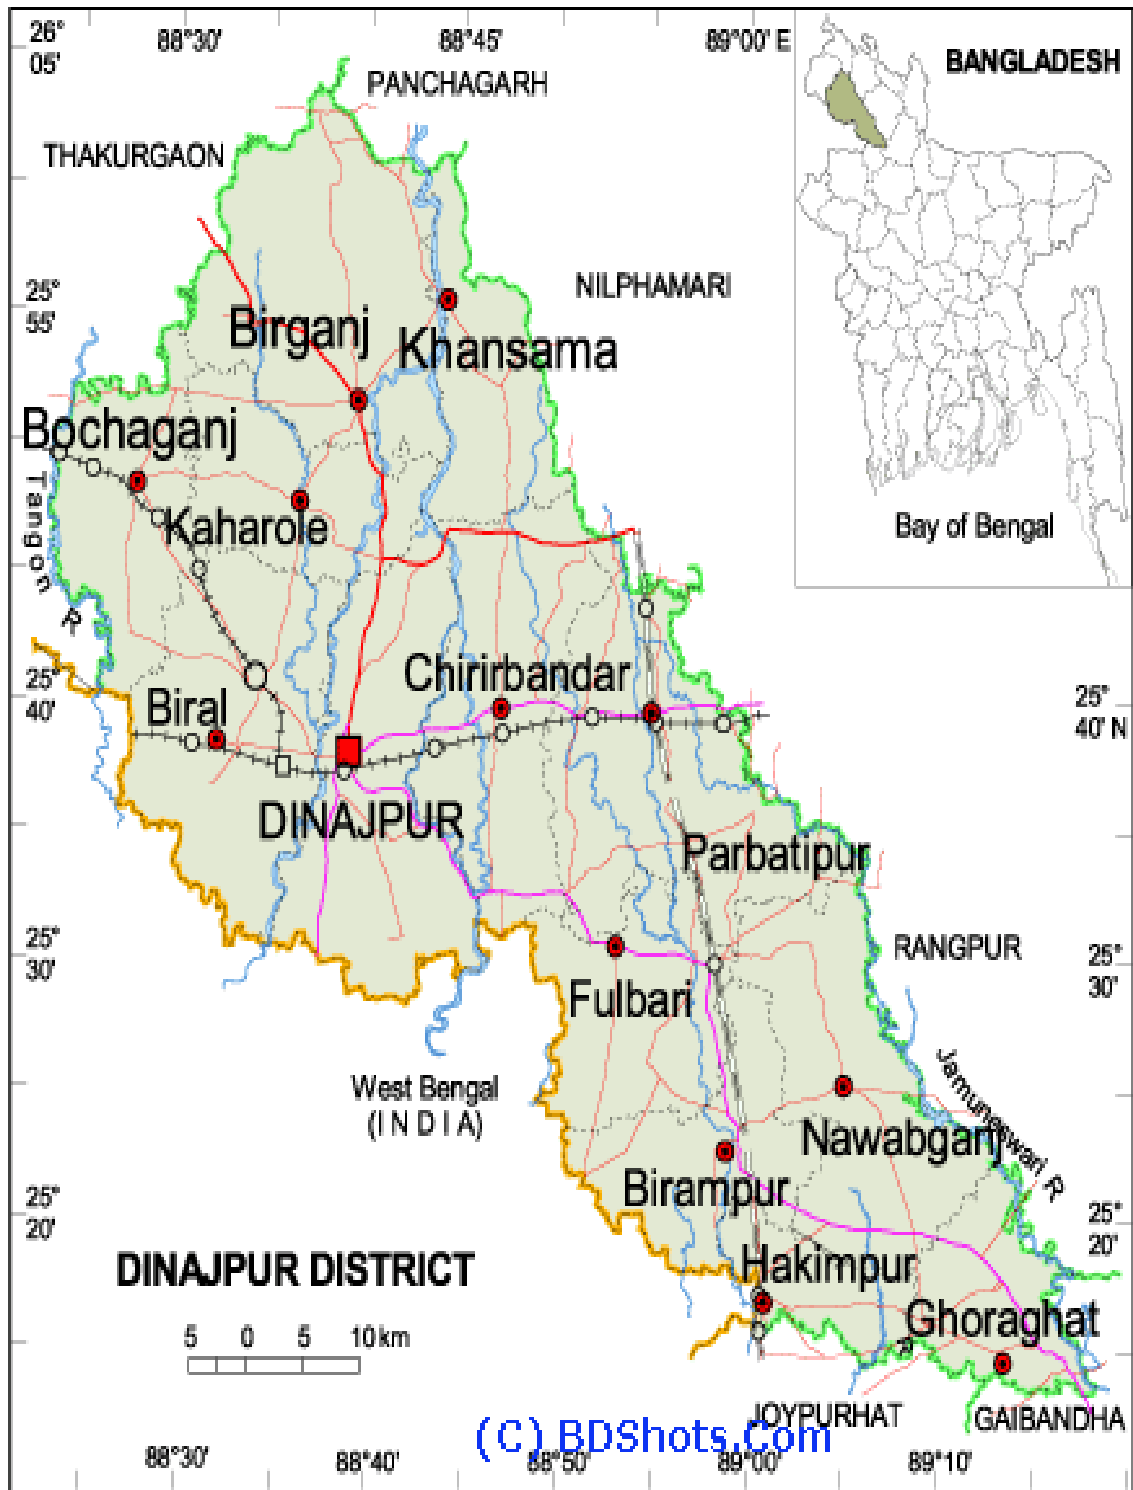 26°
05'
88°30'
88°45'
89°00' E
BANGLADESH
PANCHAGARH
THAKURGAON
NILPHAMARI
25°
55'
Birganj
Khansama
Bochaganj
Tangon R
Kaharole
Bay of Bengal
25°
40'
Chirirbandar
25°
40' N
Biral
DINAJPUR
Parbatipur
25°
30'
RANGPUR
25°
30'
Fulbari
West Bengal
(INDIA)
Jamuneswari R
Nawabganj
Birampur
25°
20'
25°
20'
DINAJPUR DISTRICT
Hakimpur
Ghoraghat
5 0 5 10 km
JOYPURHAT
GAIBANDHA
(C) BDShots.Com
88°30'
88°40'
88°50'
89°00'
89°10'